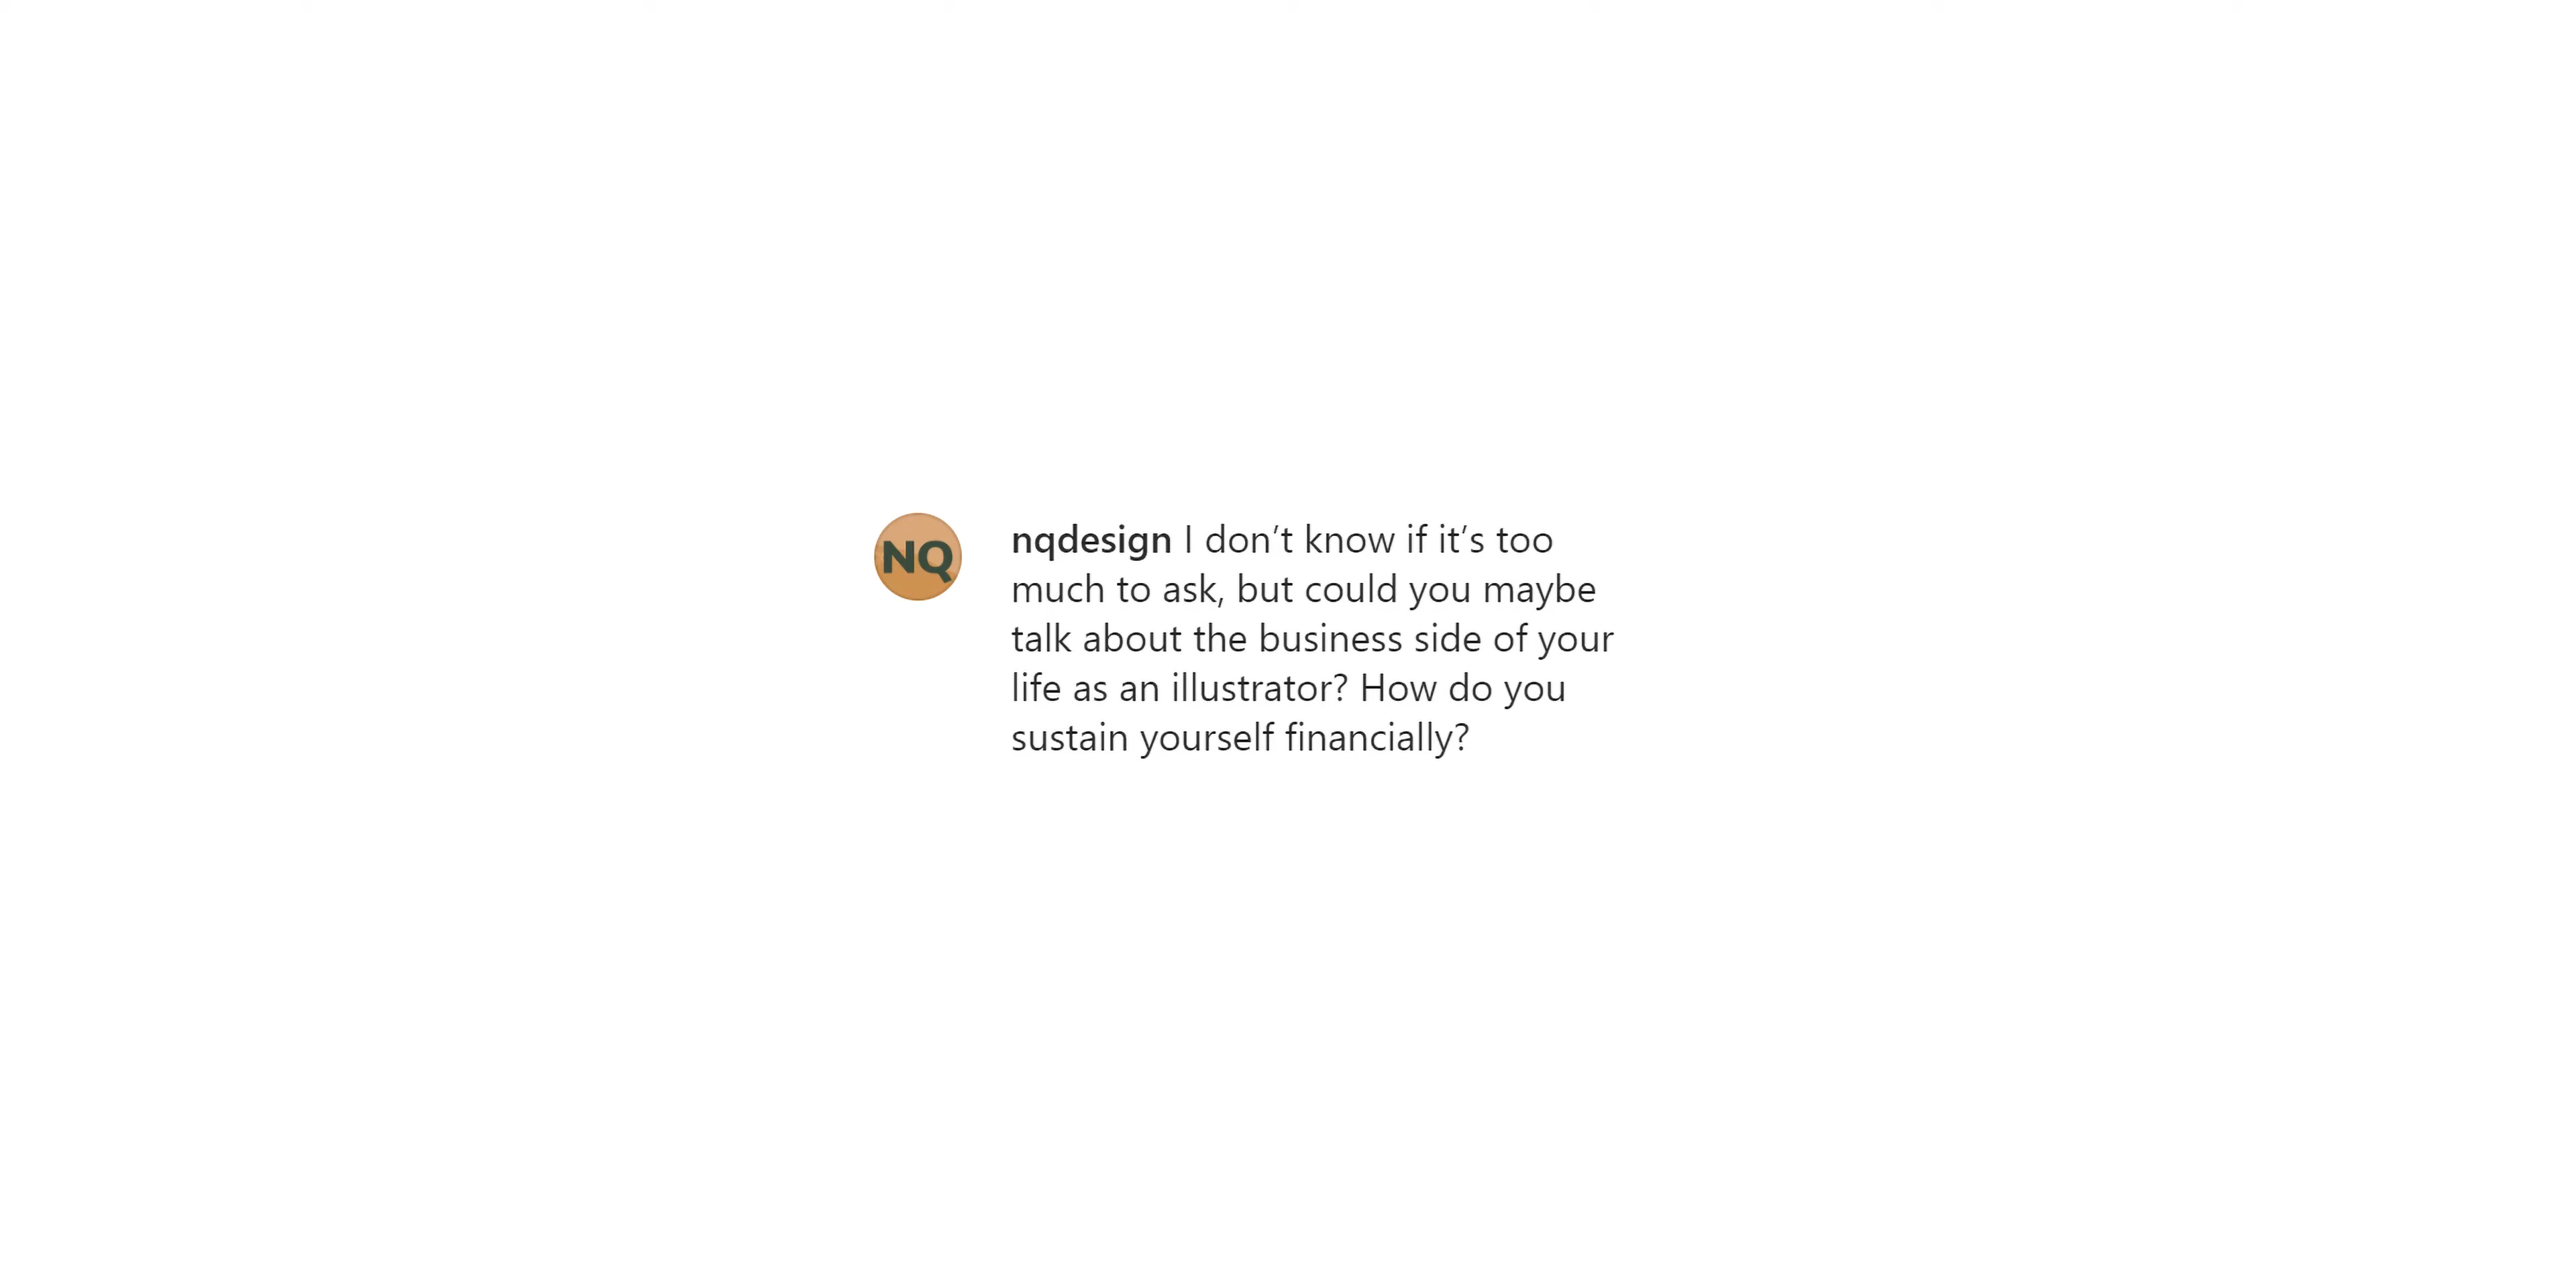 NQ
nqdesign I don’t know if it’s too
much to ask, but could you maybe
talk about the business side of your
life as an illustrator? How do you
sustain yourself financially?